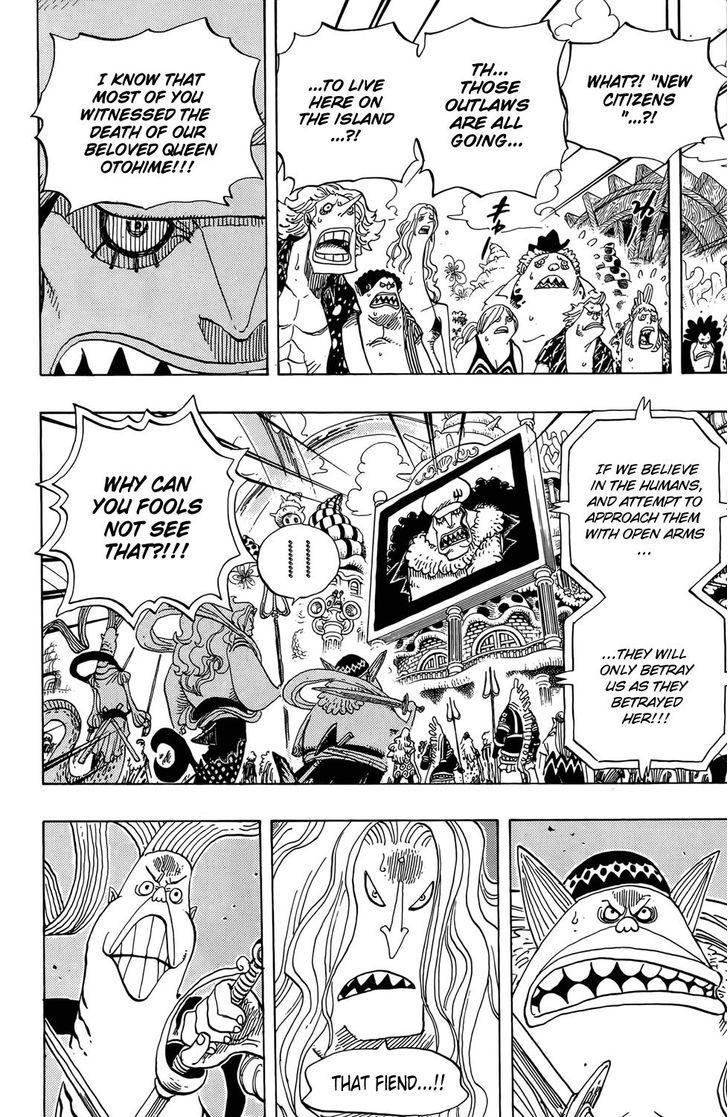 WHAT?! "NEW
CITIZENS
"...?!
TH...
THOSE
OUTLAWS
ARE ALL
GOING...
...TO LIVE
HERE ON
THE ISLAND
...?!
I KNOW THAT
MOST OF YOU
WITNESSED THE
DEATH OF OUR
BELOVED QUEEN
OTOHIME!!!
IF WE BELIEVE
IN THE HUMANS,
AND ATTEMPT TO
APPROACH THEM
WITH OPEN ARMS
...
...THEY WILL
ONLY BETRAY
US AS THEY
BETRAYED
HER!!!
WHY CAN
YOU FOOLS
NOT SEE
THAT?!!!
THAT FIEND...!!